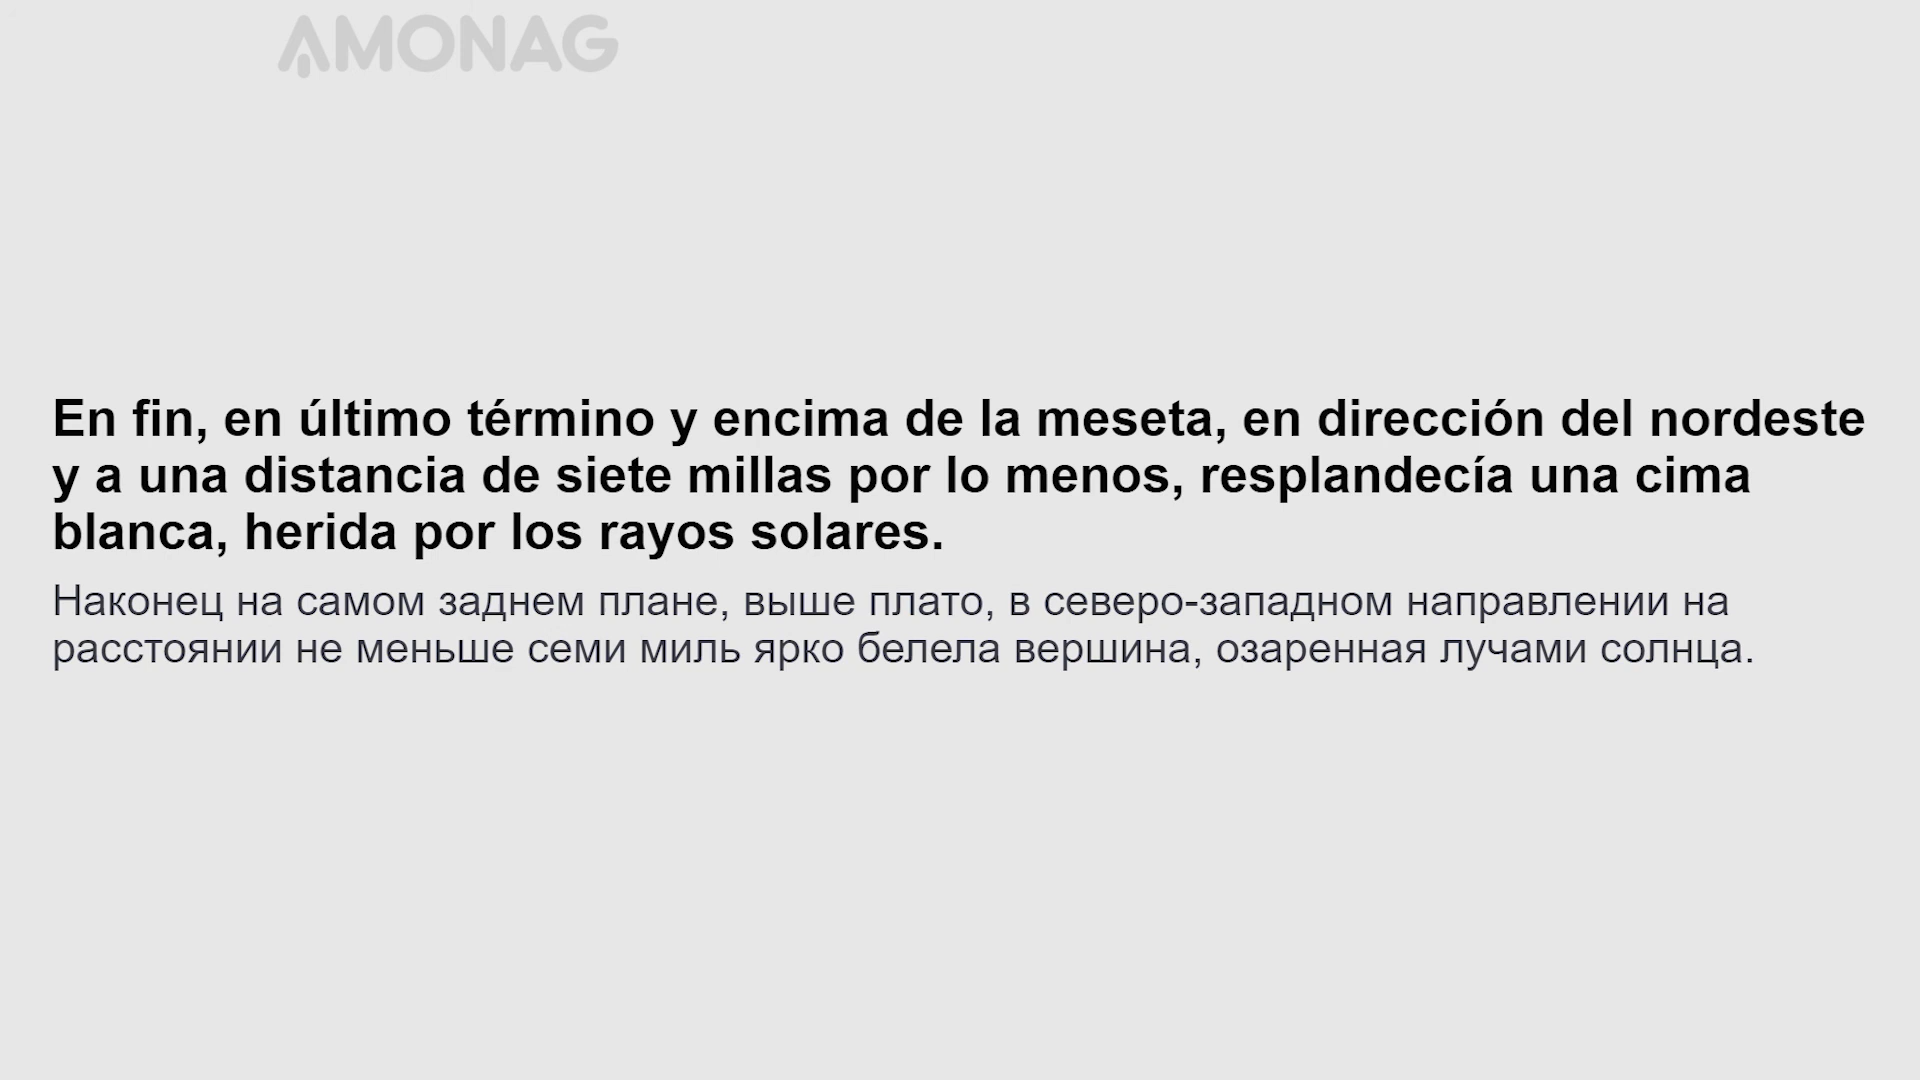 AMONAG
En fin, en último término y encima de la meseta, en dirección del nordeste
y a una distancia de siete millas por lo menos, resplandecía una cima
blanca, herida por los rayos solares.
Наконец на самом заднем плане, выше плато, в северо-западном направлении на
расстоянии не меньше семи миль ярко белела вершина, озаренная лучами солнца.